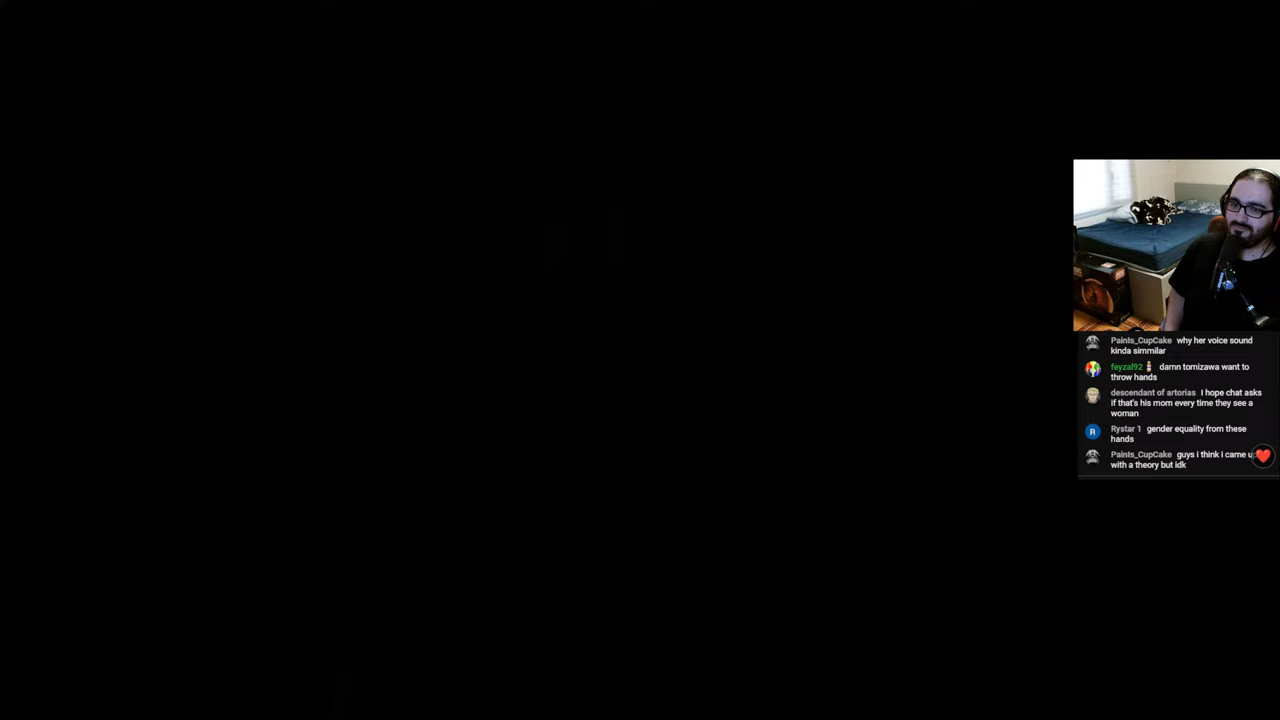 PainIs_CupCake why her voice sound
kinda simmilar
feyzal92 damn tomizawa want to
throw hands
descendant of artorias I hope chat asks
if that's his mom every time they see a
woman
R Rystar 1 gender equality from these
hands
PainIs_CupCake guys i think i came
with a theory but idk